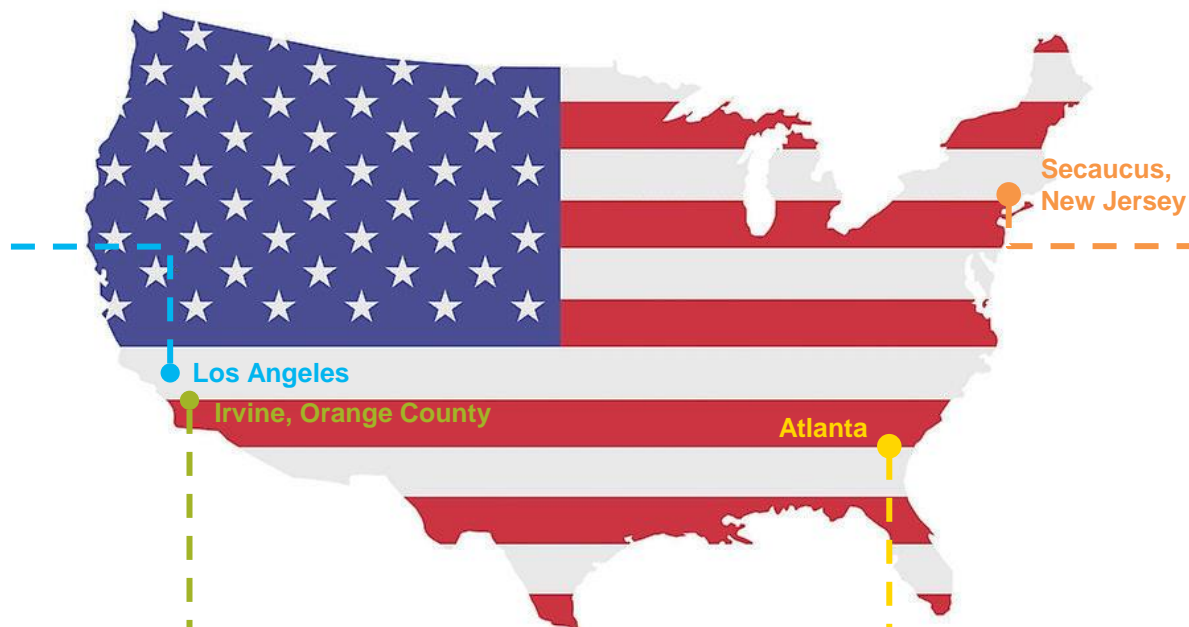 Secaucus,
New Jersey
Los Angeles
Irvine, Orange County
Atlanta